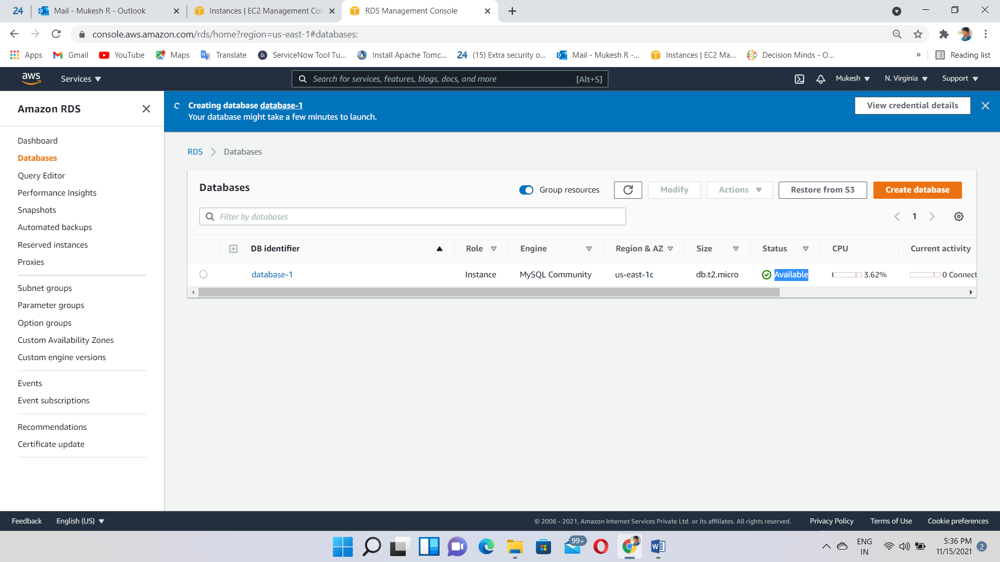 24 Mail - Mukesh R - Outlook Instances | EC2 Management Con RDS Management Console
console.aws.amazon.com/rds/home?region=us-east-1#databases:
Apps Gmail YouTube Maps Translate ServiceNow Tool Tu... Install Apache Tomc... 24 (15) Extra security o... Mail - Mukesh R -... Instances | EC2 Ma... Decision Minds - O... » Reading list
aws Services Search for services, features, blogs, docs, and more [Alt+S] Mukesh N. Virginia Support
Amazon RDS
Creating database database-1
Your database might take a few minutes to launch.
View credential details
Dashboard
Databases
Query Editor
Performance Insights
Snapshots
Automated backups
Reserved instances
Proxies
Subnet groups
Parameter groups
Option groups
Custom Availability Zones
Custom engine versions
Events
Event subscriptions
Recommendations
Certificate update
RDS > Databases
Databases
Group resources Modify Actions Restore from S3 Create database
Filter by databases
1
DB identifier Role Engine Region & AZ Size Status CPU Current activity
database-1 Instance MySQL Community us-east-1c db.t2.micro Available 3.62% 0 Connect
Feedback English (US) © 2008 - 2021, Amazon Internet Services Private Ltd. or its affiliates. All rights reserved. Privacy Policy Terms of Use Cookie preferences
99+
ENG
IN
5:36 PM
11/15/2021
2